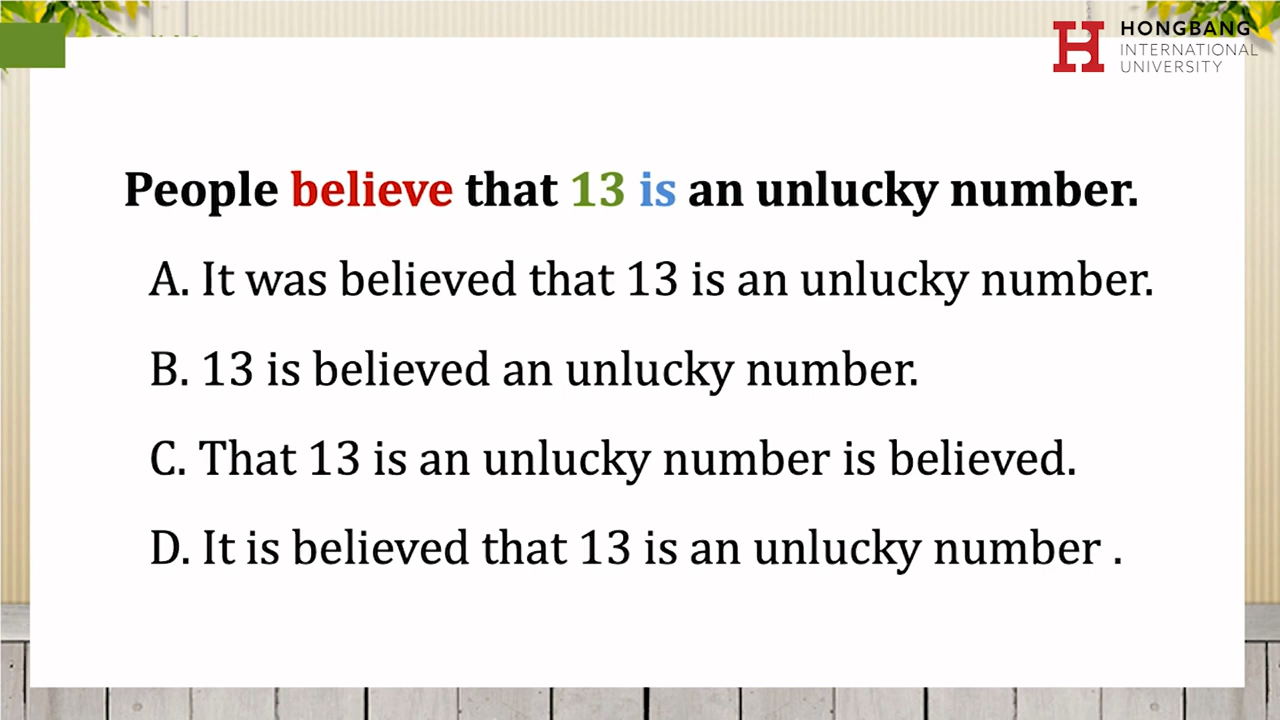 HONGBANG
INTERNATIONAL
UNIVERSITY
People believe that 13 is an unlucky number.
A. It was believed that 13 is an unlucky number.
B. 13 is believed an unlucky number.
C. That 13 is an unlucky number is believed.
D. It is believed that 13 is an unlucky number .